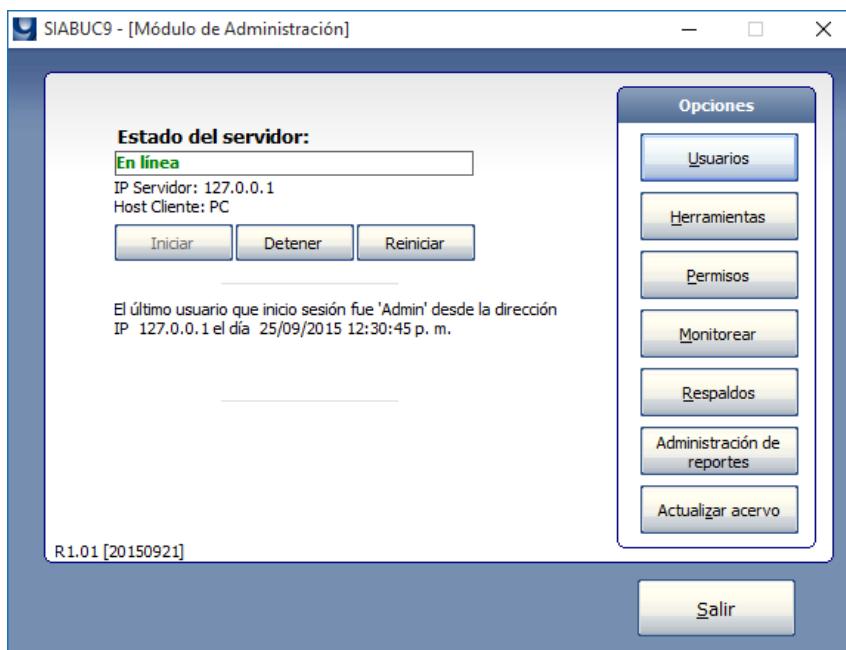 SIABUC9 - [Módulo de Administración]
Estado del servidor:
En línea
IP Servidor: 127.0.0.1
Host Cliente: PC
Iniciar
Detener
Reiniciar
El último usuario que inicio sesión fue 'Admin' desde la dirección
IP 127.0.0.1 el día 25/09/2015 12:30:45 p. m.
R1.01 [20150921]
Opciones
Usuarios
Herramientas
Permisos
Monitorear
Respaldos
Administración de
reportes
Actualizar acervo
Salir